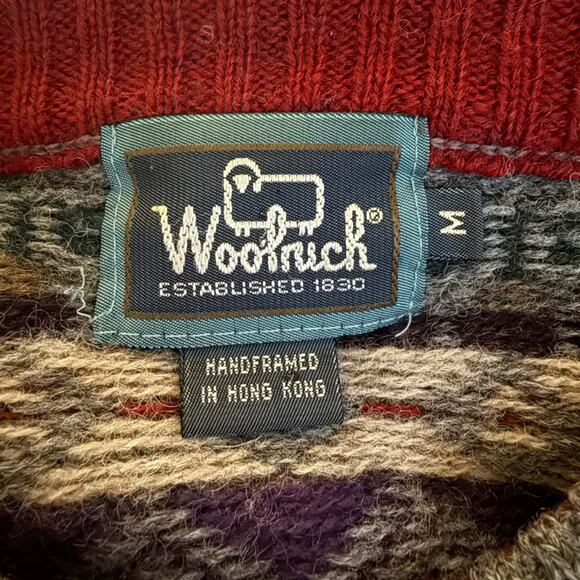 Woolrich®
ESTABLISHED 1830
M
HANDFRAMED
IN HONG KONG